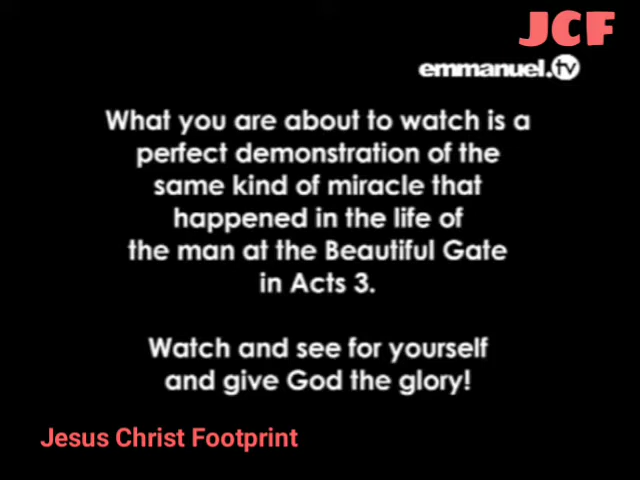 JCF
emmanuel.tv
What you are about to watch is a
perfect demonstration of the
same kind of miracle that
happened in the life of
the man at the Beautiful Gate
in Acts 3.
Watch and see for yourself
and give God the glory!
Jesus Christ Footprint